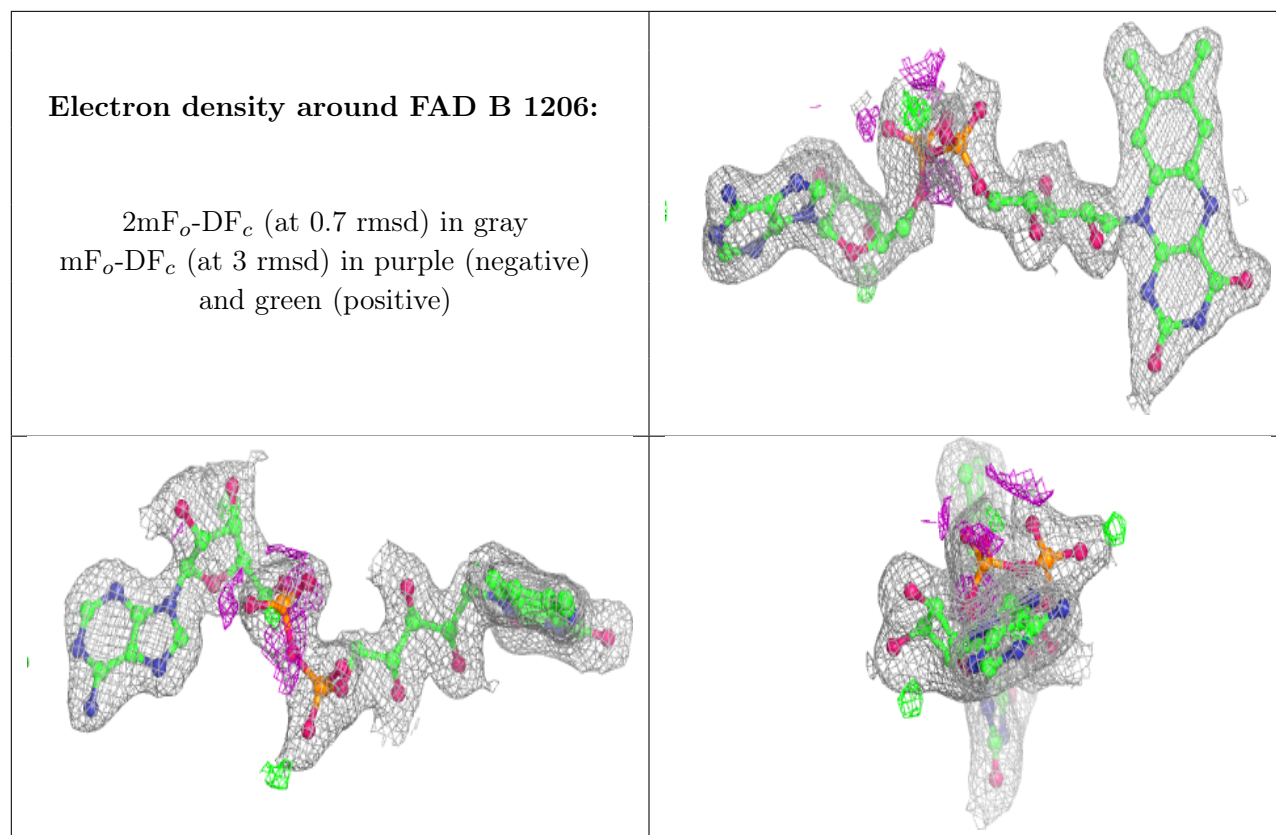 Electron density around FAD B 1206:
2mFₒ-DF𝒸 (at 0.7 rmsd) in gray
mFₒ-DF𝒸 (at 3 rmsd) in purple (negative)
and green (positive)